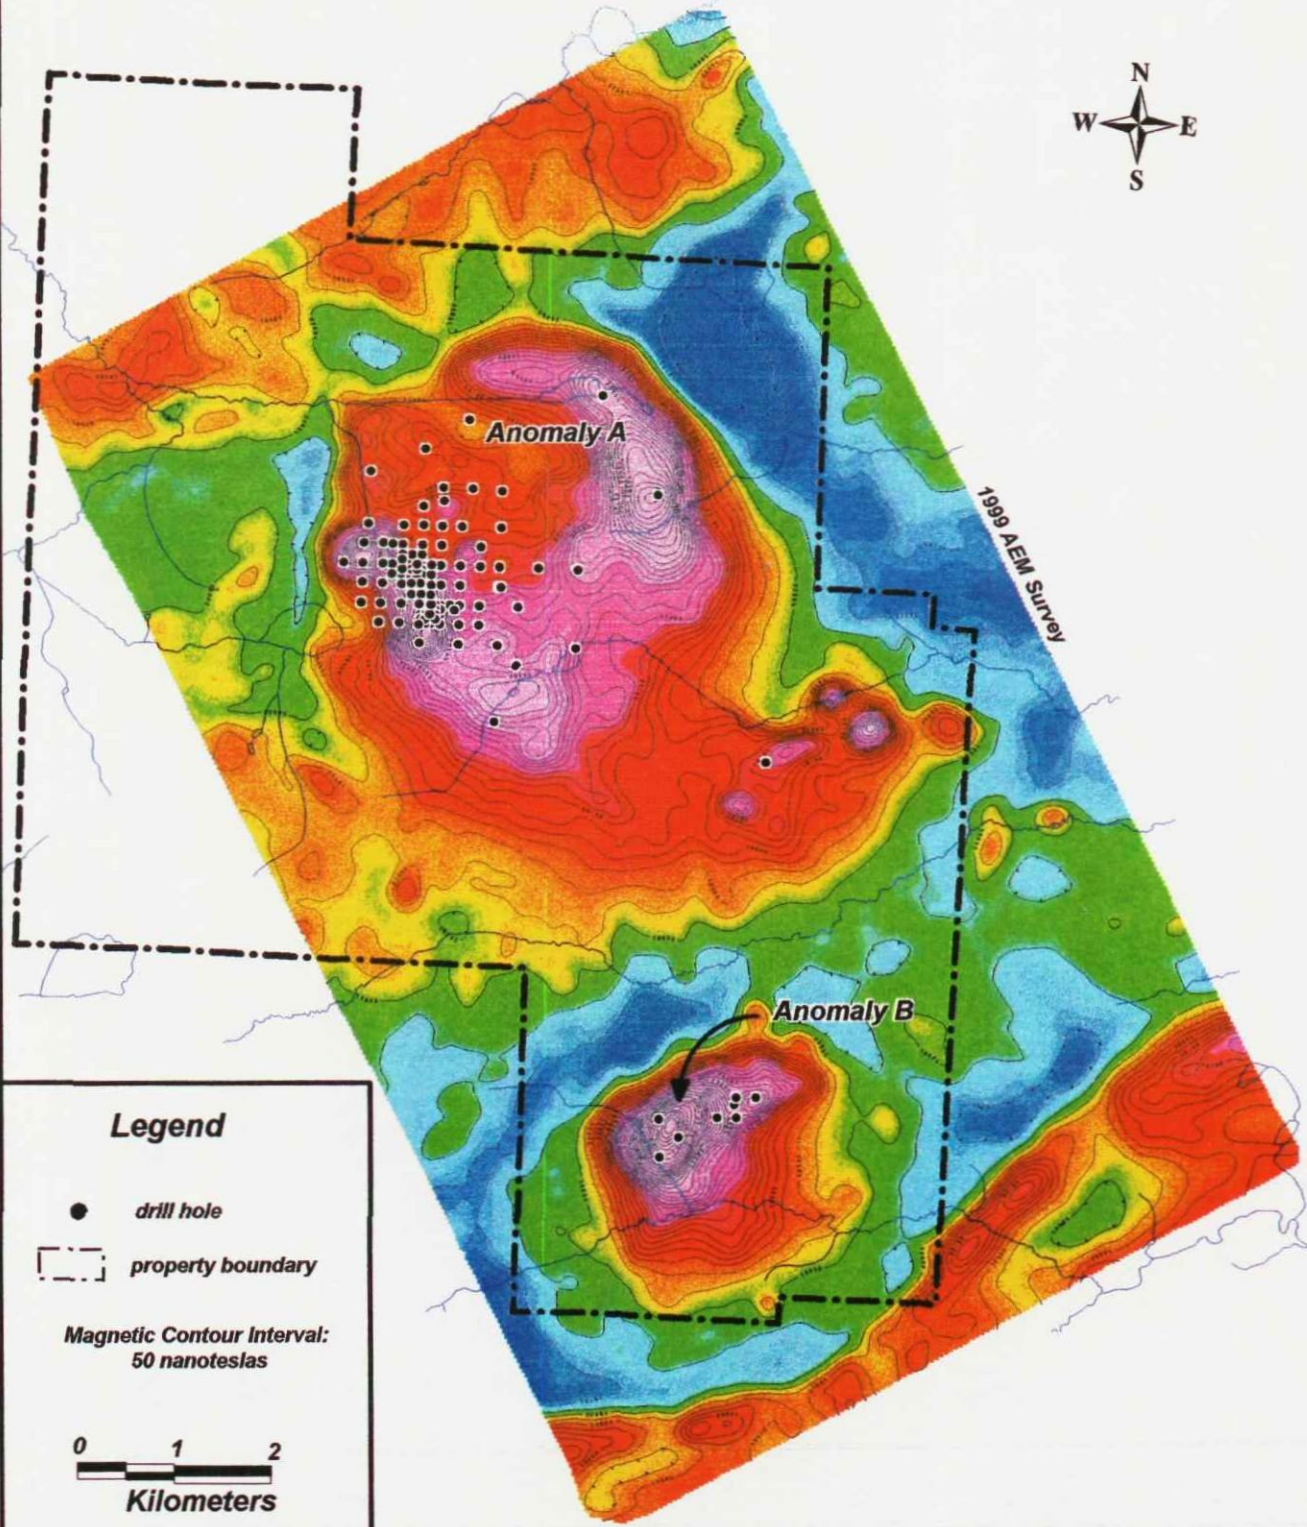 N
W E
S
Anomaly A
1999 AEM Survey
Anomaly B
Legend
drill hole
property boundary
Magnetic Contour Interval:
50 nanoteslas
0 1 2
Kilometers